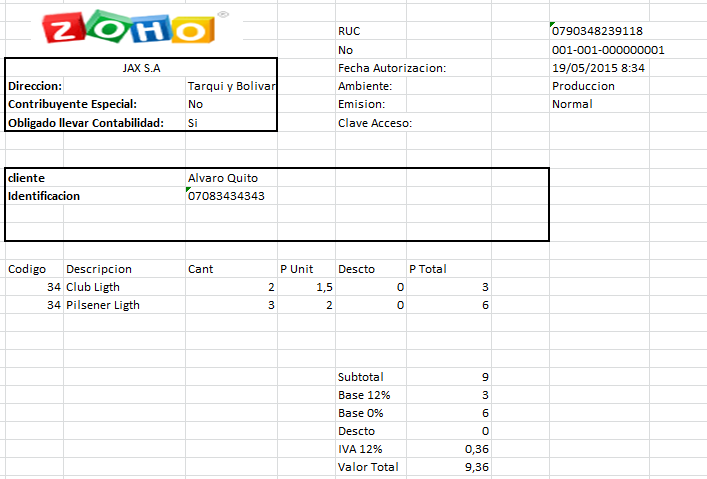 ZOHO ®
RUC 0790348239118
No 001-001-000000001
JAX S.A Fecha Autorizacion: 19/05/2015 8:34
Direccion: Tarqui y Bolivar Ambiente: Produccion
Contribuyente Especial: No Emision: Normal
Obligado llevar Contabilidad: Si Clave Acceso:
cliente Alvaro Quito
Identificacion 07083434343
Codigo Descripcion Cant P Unit Descto P Total
34 Club Ligth 2 1,5 0 3
34 Pilsener Ligth 3 2 0 6
Subtotal 9
Base 12% 3
Base 0% 6
Descto 0
IVA 12% 0,36
Valor Total 9,36